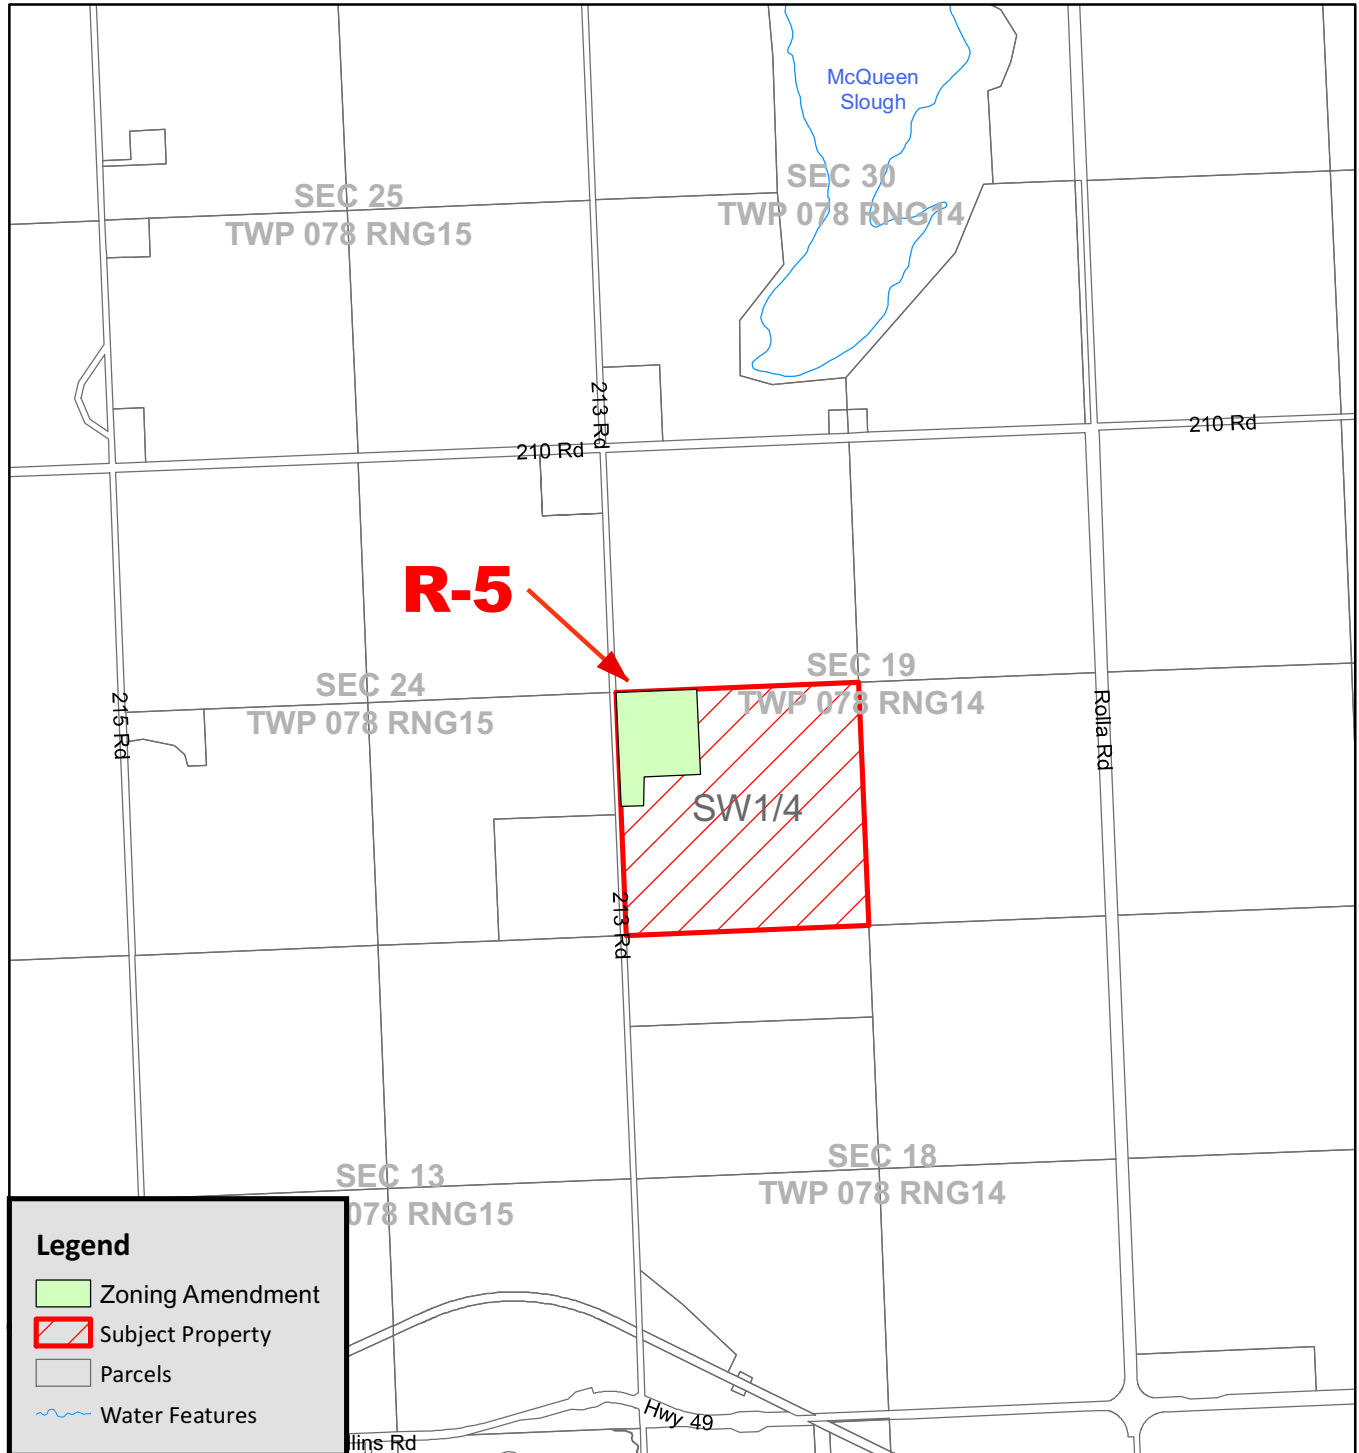 McQueen
Slough
SEC 25
TWP 078 RNG15
SEC 30
TWP 078 RNG14
213 Rd
210 Rd
210 Rd
R-5
SEC 24
TWP 078 RNG15
SEC 19
TWP 078 RNG14
215 Rd
Rolla Rd
SW1/4
213 Rd
SEC 13
078 RNG15
SEC 18
TWP 078 RNG14
Legend
Zoning Amendment
Subject Property
Parcels
Water Features
Hwy 49
llins Rd